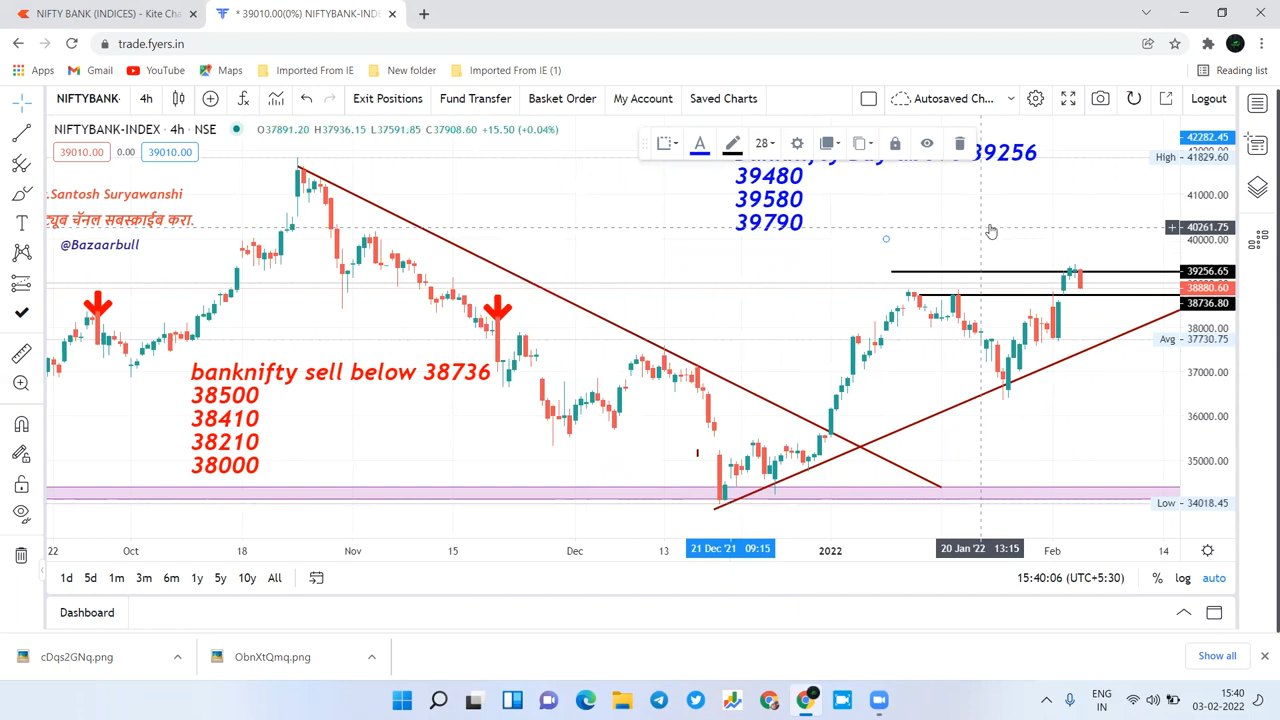 NIFTY BANK (INDICES) - Kite Cha
* 39010.00(0%) NIFTYBANK-INDE
trade.fyers.in
Apps
Gmail
YouTube
Maps
Imported From IE
New folder
Imported From IE (1)
Reading list
NIFTYBANK-
4h
Exit Positions
Fund Transfer
Basket Order
My Account
Saved Charts
Autosaved Ch...
Logout
NIFTYBANK-INDEX · 4h · NSE
O37891.20 H37936.15 L37591.85 C37908.60 +15.50 (+0.04%)
28
39010.00 0.00 39010.00
39256
39480
39580
39790
.Santosh Suryawanshi
ट्यूब चॅनल सबस्क्राईब करा.
@Bazaarbull
banknifty sell below 38736
38500
38410
38210
38000
42282.45
High 41829.60
41000.00
40261.75
40000.00
39256.65
38880.60
38736.80
38000.00
Avg 37730.75
37000.00
36000.00
35000.00
Low 34018.45
22
Oct
18
Nov
15
Dec
13
21 Dec '21 09:15
2022
20 Jan '22 13:15
Feb
14
1d 5d 1m 3m 6m 1y 5y 10y All
15:40:06 (UTC+5:30)
% log auto
Dashboard
cDqs2GNq.png
ObnXtQmq.png
Show all
ENG
IN
15:40
03-02-2022